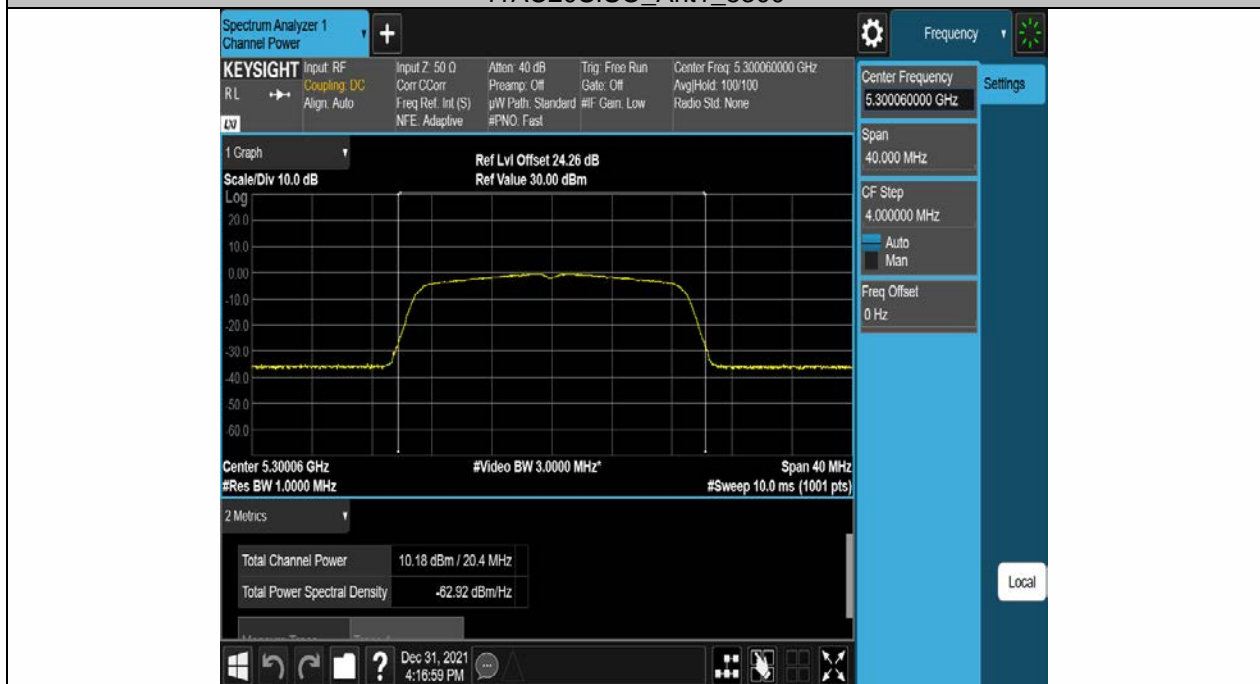 Spectrum Analyzer 1
Channel Power
Frequency
KEYSIGHT
RL
LXI
Input: RF
Coupling: DC
Align: Auto
Input Z: 50 Ω
Corr CCorr
Freq Ref: Int (S)
NFE: Adaptive
Atten: 40 dB
Preamp: Off
µW Path: Standard
#PNO: Fast
Trig: Free Run
Gate: Off
#IF Gain: Low
Center Freq: 5.300060000 GHz
Avg|Hold: 100/100
Radio Std: None
Center Frequency
5.300060000 GHz
Settings
Span
40.000 MHz
CF Step
4.000000 MHz
Auto
Man
Freq Offset
0 Hz
1 Graph
Ref Lvl Offset 24.26 dB
Scale/Div 10.0 dB
Ref Value 30.00 dBm
Log
20.0
10.0
0.00
-10.0
-20.0
-30.0
-40.0
-50.0
-60.0
Center 5.30006 GHz
#Video BW 3.0000 MHz*
Span 40 MHz
#Res BW 1.0000 MHz
#Sweep 10.0 ms (1001 pts)
2 Metrics
Total Channel Power
10.18 dBm / 20.4 MHz
Total Power Spectral Density
-62.92 dBm/Hz
Local
?
Dec 31, 2021
4:16:59 PM